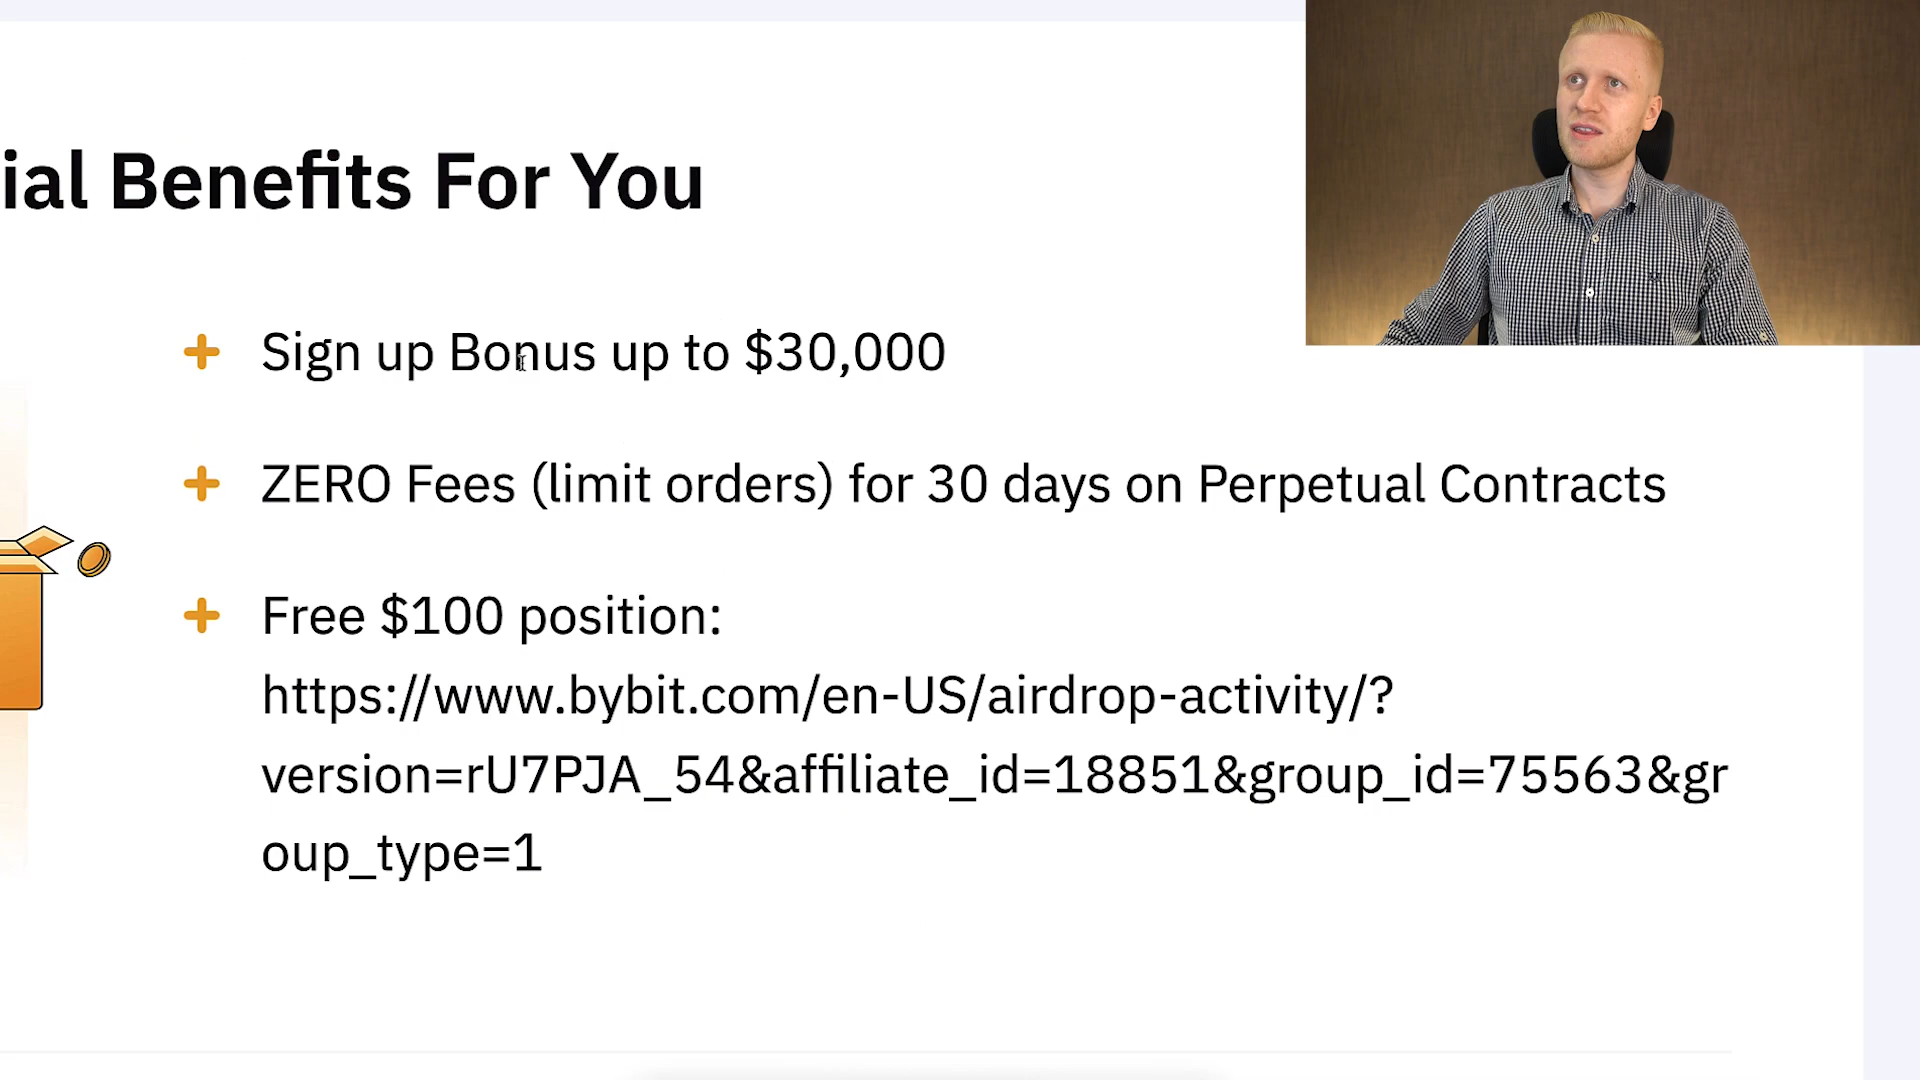 ial Benefits For You
Sign up Bonus up to $30,000
ZERO Fees (limit orders) for 30 days on Perpetual Contracts
Free $100 position:
https://www.bybit.com/en-US/airdrop-activity/?
version=rU7PJA_54&affiliate_id=18851&group_id=75563&gr
oup_type=1